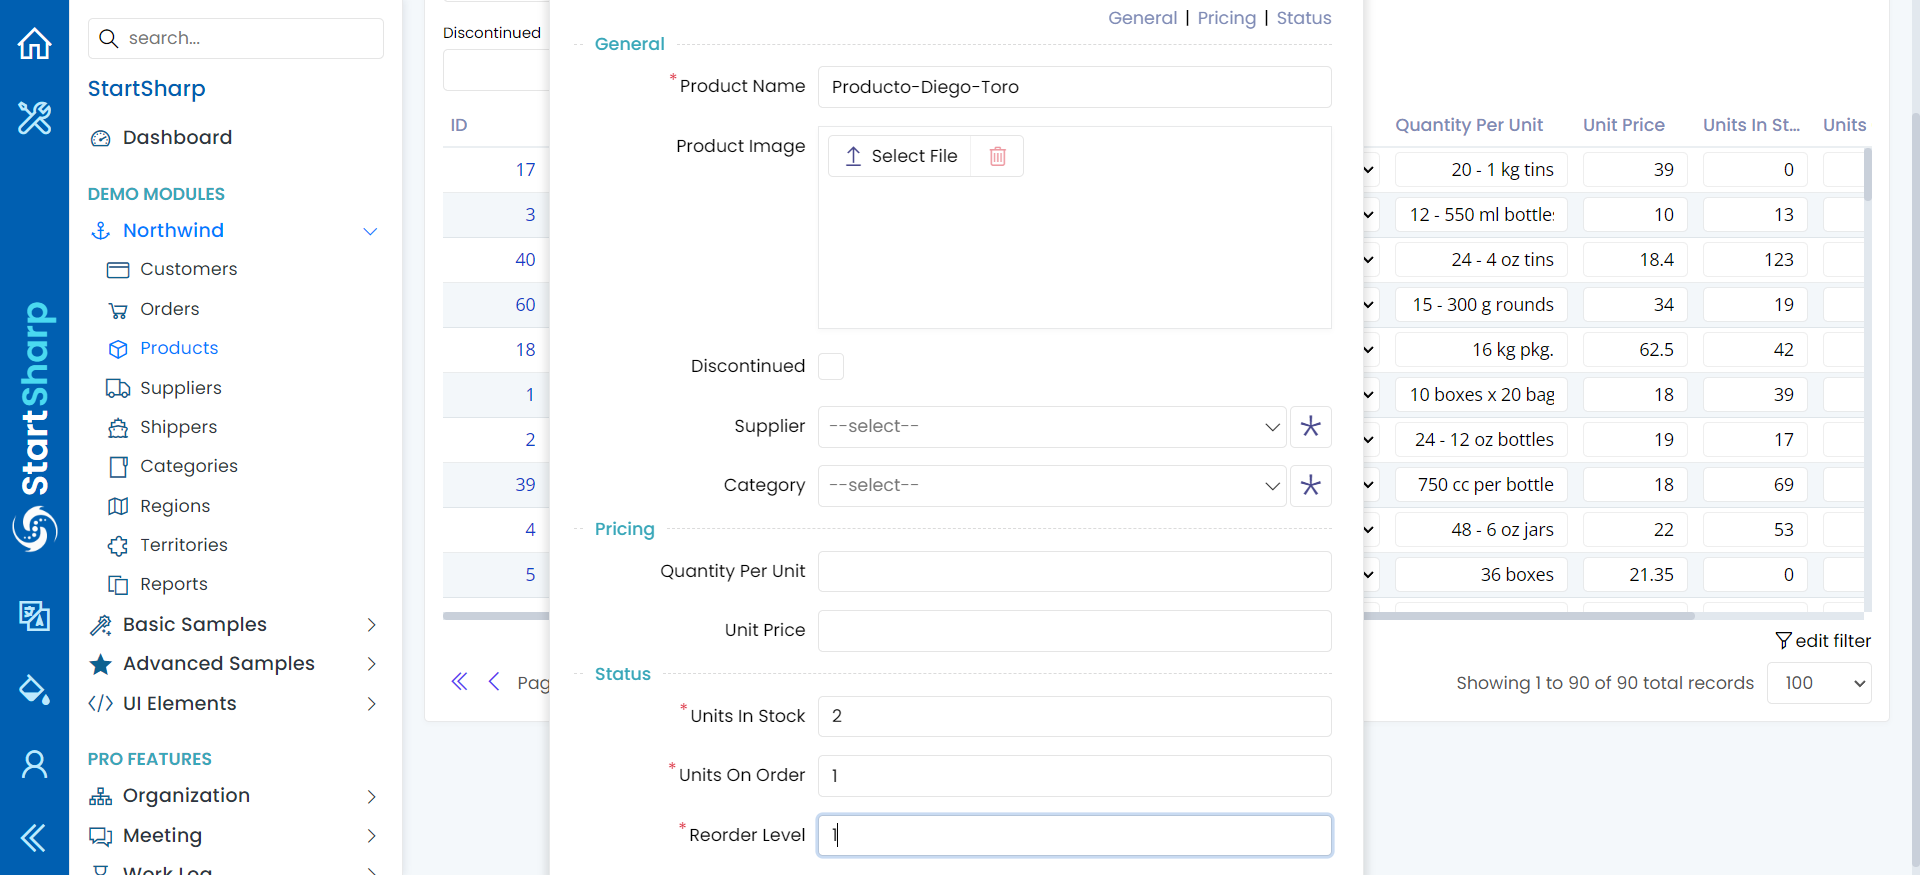 StartSharp
search...
StartSharp
Dashboard
DEMO MODULES
Northwind
Customers
Orders
Products
Suppliers
Shippers
Categories
Regions
Territories
Reports
Basic Samples
Advanced Samples
UI Elements
PRO FEATURES
Organization
Meeting
Work Log
Discontinued
ID
17
3
40
60
18
1
2
39
4
5
Pag
General | Pricing | Status
General
*Product Name Producto-Diego-Toro
Product Image Select File
Discontinued
Supplier --select--
Category --select--
Pricing
Quantity Per Unit
Unit Price
Status
*Units In Stock 2
*Units On Order 1
*Reorder Level 1
Quantity Per Unit Unit Price Units In St... Units
20 - 1 kg tins 39 0
12 - 550 ml bottles 10 13
24 - 4 oz tins 18.4 123
15 - 300 g rounds 34 19
16 kg pkg. 62.5 42
10 boxes x 20 bag 18 39
24 - 12 oz bottles 19 17
750 cc per bottle 18 69
48 - 6 oz jars 22 53
36 boxes 21.35 0
edit filter
Showing 1 to 90 of 90 total records 100